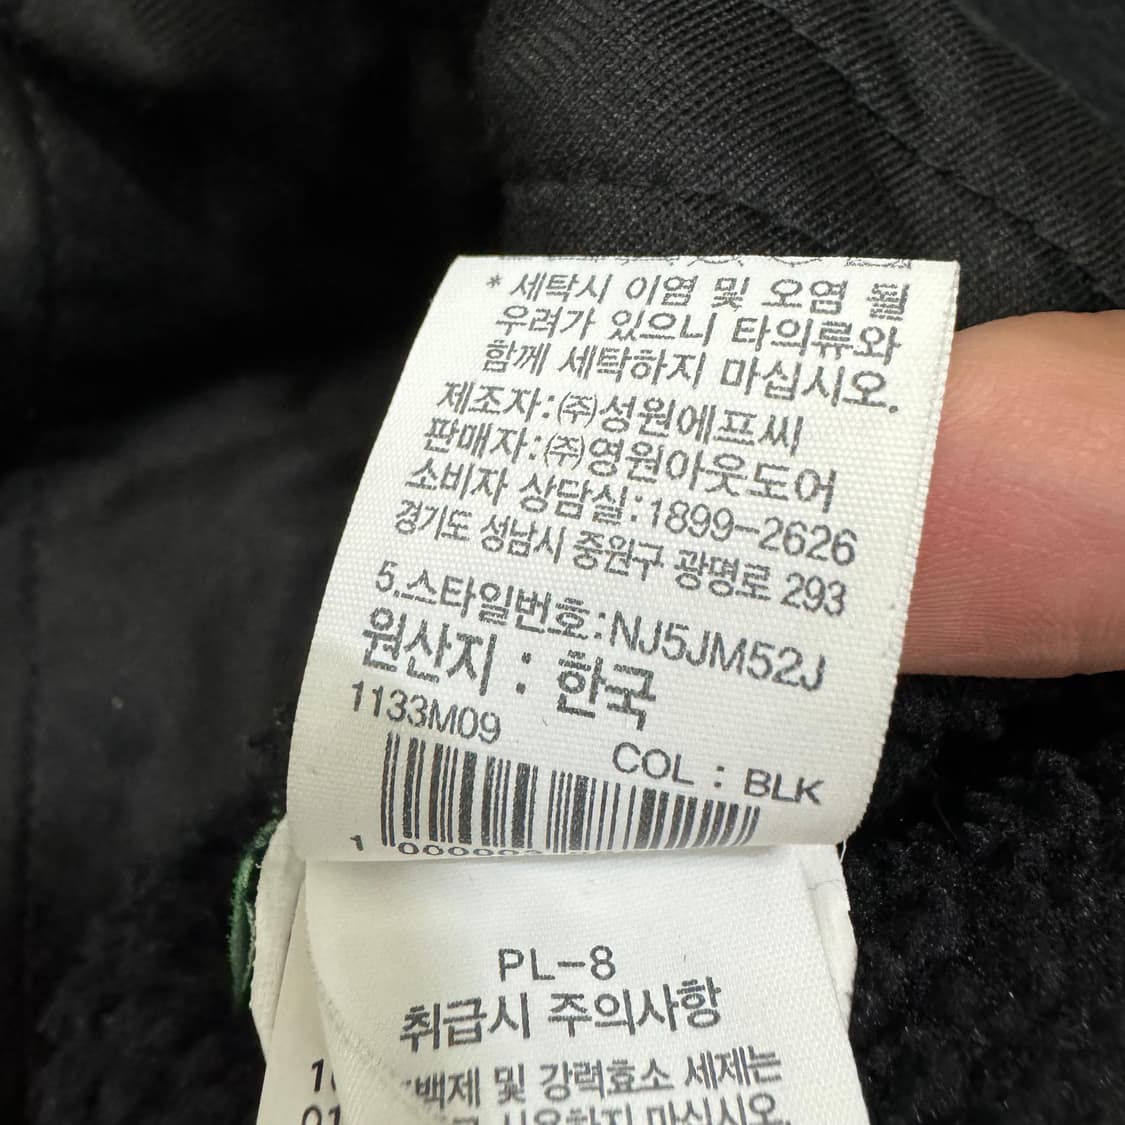 * 세탁시 이염 및 오염 될
우려가 있으니 타의류와
함께 세탁하지 마십시오.
제조자:(주)성원에프씨
판매자:(주)영원아웃도어
소비자 상담실:1899-2626
경기도 성남시 중원구 광명로 293
5.스타일번호:NJ5JM52J
원산지 : 한국
1133M09
COL : BLK
PL-8
취급시 주의사항
및 강력효소 세제는
사용하지 마십시오.